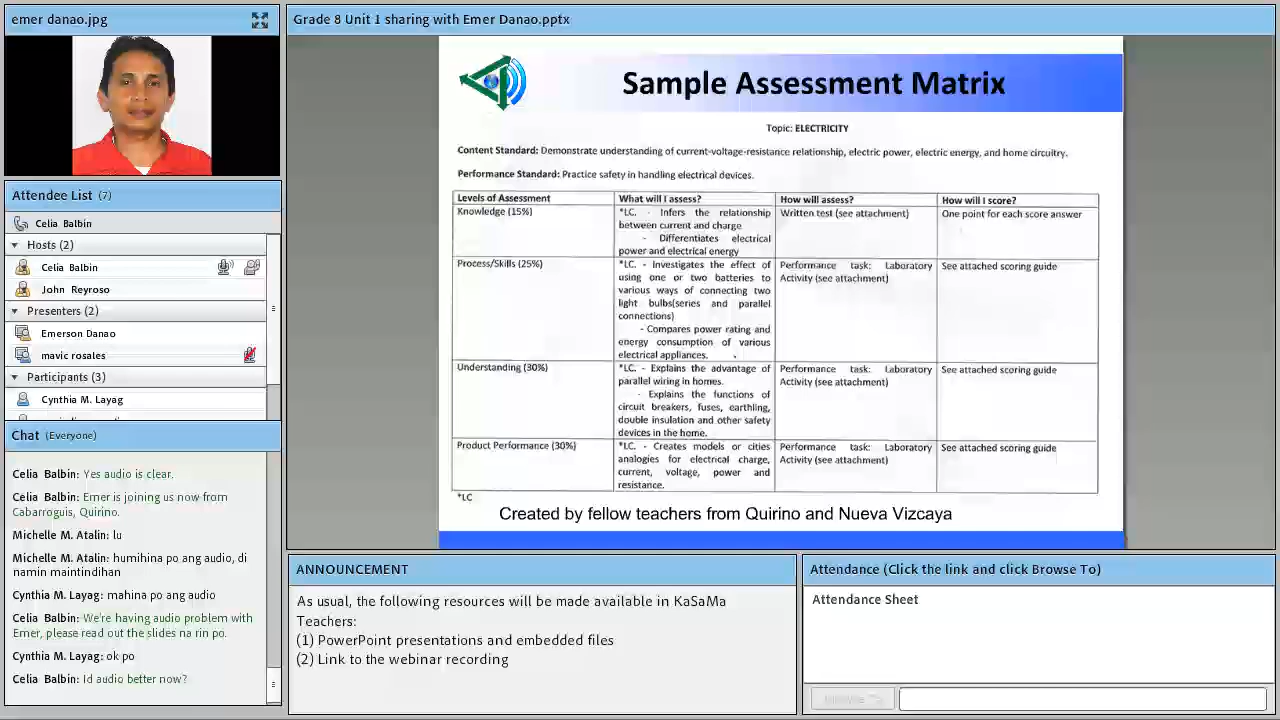 emer danao.jpg
Attendee List (7)
Celia Balbin
Hosts (2)
Celia Balbin
John Reyroso
Presenters (2)
Emerson Danao
mavic rosales
Participants (3)
Cynthia M. Layag
Chat (Everyone)
Celia Balbin: Yes audio is clear.
Celia Balbin: Emer is joining us now from
Cabarroguis, Quirino.
Michelle M. Atalin: lu
Michelle M. Atalin: humihina po ang audio, di
namin maintindihan
Cynthia M. Layag: mahina po ang audio
Celia Balbin: We're having audio problem with
Emer, please read out the slides na rin po.
Cynthia M. Layag: ok po
Celia Balbin: Id audio better now?
Grade 8 Unit 1 sharing with Emer Danao.pptx
Sample Assessment Matrix
Topic: ELECTRICITY
Content Standard: Demonstrate understanding of current-voltage-resistance relationship, electric power, electric energy, and home circuitry.
Performance Standard: Practice safety in handling electrical devices.
Levels of Assessment
What will I assess?
How will assess?
How will I score?
Knowledge (15%)
*LC. - Infers the relationship
between current and charge
- Differentiates electrical
power and electrical energy
Written test (see attachment)
One point for each score answer
Process/Skills (25%)
*LC. - Investigates the effect of
using one or two batteries to
various ways of connecting two
light bulbs(series and parallel
connections)
- Compares power rating and
energy consumption of various
electrical appliances.
Performance task: Laboratory
Activity (see attachment)
See attached scoring guide
Understanding (30%)
*LC. - Explains the advantage of
parallel wiring in homes.
- Explains the functions of
circuit breakers, fuses, earthling,
double insulation and other safety
devices in the home.
Performance task: Laboratory
Activity (see attachment)
See attached scoring guide
Product Performance (30%)
*LC. - Creates models or cities
analogies for electrical charge,
current, voltage, power and
resistance.
Performance task: Laboratory
Activity (see attachment)
See attached scoring guide
*LC
Created by fellow teachers from Quirino and Nueva Vizcaya
ANNOUNCEMENT
As usual, the following resources will be made available in KaSaMa
Teachers:
(1) PowerPoint presentations and embedded files
(2) Link to the webinar recording
Attendance (Click the link and click Browse To)
Attendance Sheet
Browse To